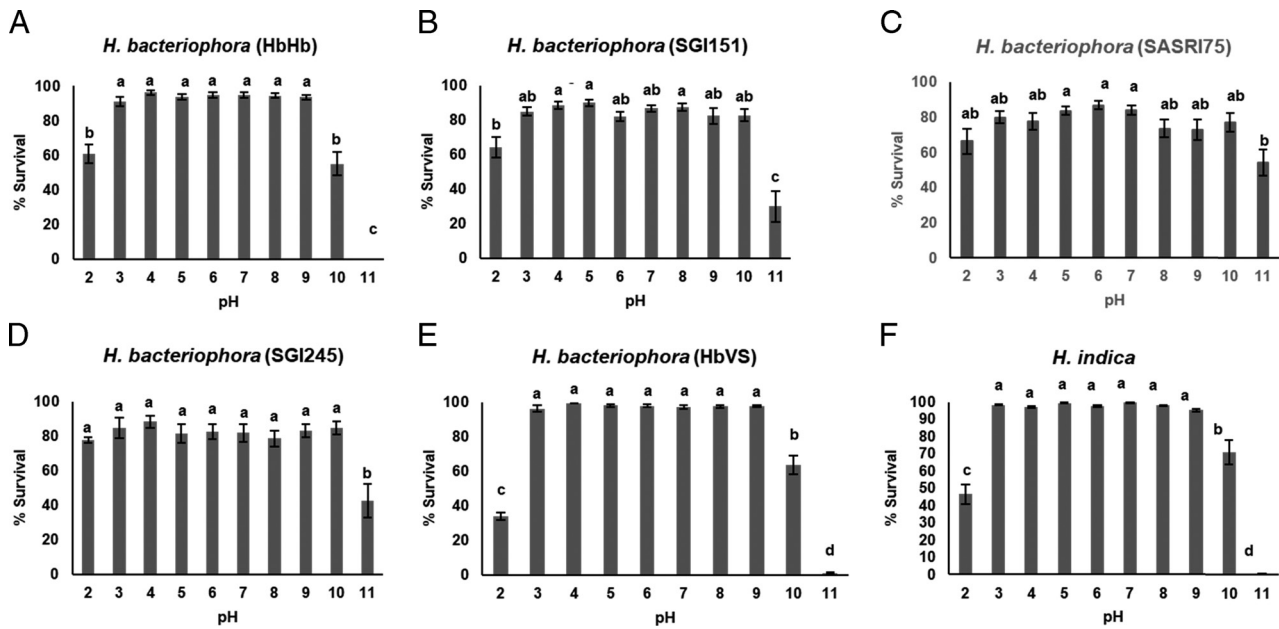 A
H. bacteriophora (HbHb)
% Survival
100
80
60
40
20
0
b
a
a
a
a
a
a
a
b
c
2 3 4 5 6 7 8 9 10 11
pH
B
H. bacteriophora (SGI151)
% Survival
100
80
60
40
20
0
b
ab
a
a
ab
ab
a
ab
ab
c
2 3 4 5 6 7 8 9 10 11
pH
C
H. bacteriophora (SASRI75)
% Survival
100
80
60
40
20
0
ab
ab
ab
a
a
a
ab
ab
ab
b
2 3 4 5 6 7 8 9 10 11
pH
D
H. bacteriophora (SGI245)
% Survival
100
80
60
40
20
0
a
a
a
a
a
a
a
a
a
b
2 3 4 5 6 7 8 9 10 11
pH
E
H. bacteriophora (HbVS)
% Survival
100
80
60
40
20
0
c
a
a
a
a
a
a
a
b
d
2 3 4 5 6 7 8 9 10 11
pH
F
H. indica
% Survival
100
90
80
70
60
50
40
30
20
10
0
c
a
a
a
a
a
a
a
b
d
2 3 4 5 6 7 8 9 10 11
pH